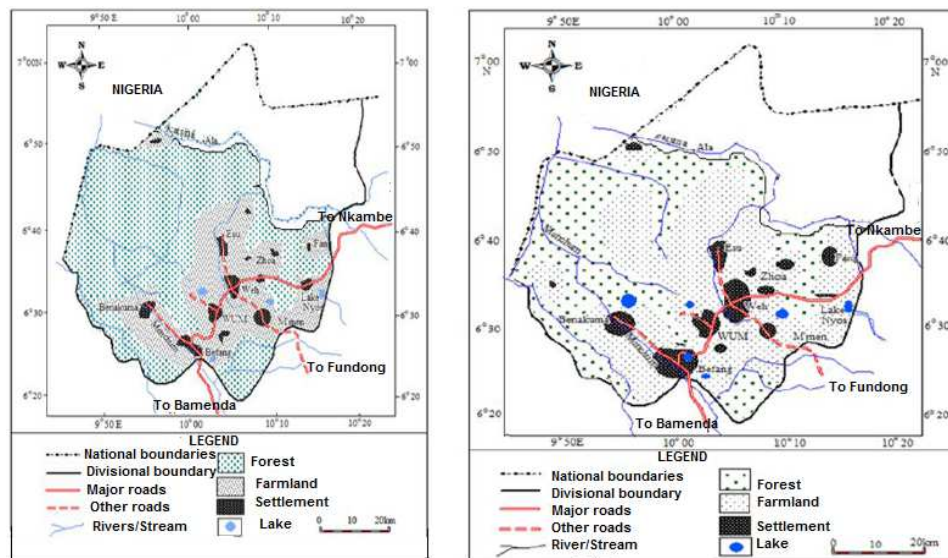 9°50 E
10°00
10°10
10°20
N
W
E
S
7°00N
NIGERIA
7°00
Ala
6°50
6°50
6°40
To Nkambe
6°40
Esu
Zhoa
Weh
6°30
Benakuma
WUM
Mmen
Lake
Nyos
6°30
Befang
6°20
To Fundong
6°20
To Bamenda
9°50 E
10°00
10°10
10°20
LEGEND
National boundaries
Divisional boundary
Major roads
Other roads
Rivers/Stream
Forest
Farmland
Settlement
Lake
0
10
20km
9°50 E
10°00
10°10
10°20
N
W
E
S
7°00
N
NIGERIA
7°00
Ala
6°50
6°50
6°40
To Nkambe
6°40
Esu
Zhoa
Weh
Lake
Nyos
6°30
Benakuma
WUM
Mmen
6°30
Befang
To Fundong
6°20
To Bamenda
6°20
9°50 E
10°00
10°10
10°20
LEGEND
National boundaries
Divisional boundary
Major roads
Other roads
River/Stream
Forest
Farmland
Settlement
Lake
0
10
20km